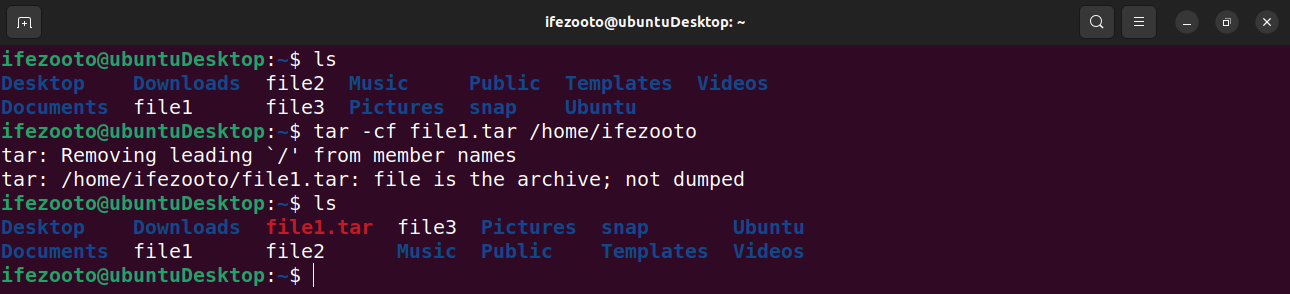 ifezooto@ubuntuDesktop: ~
ifezooto@ubuntuDesktop:~$ ls
Desktop    Downloads  file2  Music     Public  Templates  Videos
Documents  file1      file3  Pictures  snap    Ubuntu
ifezooto@ubuntuDesktop:~$ tar -cf file1.tar /home/ifezooto
tar: Removing leading `/' from member names
tar: /home/ifezooto/file1.tar: file is the archive; not dumped
ifezooto@ubuntuDesktop:~$ ls
Desktop    Downloads  file1.tar  file3  Pictures  snap       Ubuntu
Documents  file1      file2      Music  Public    Templates  Videos
ifezooto@ubuntuDesktop:~$